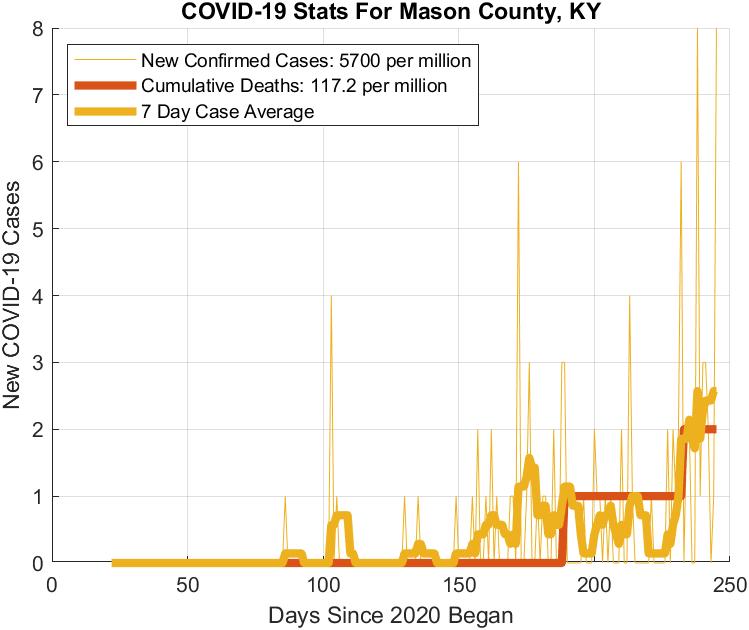 COVID-19 Stats For Mason County, KY
New Confirmed Cases: 5700 per million
Cumulative Deaths: 117.2 per million
7 Day Case Average
New COVID-19 Cases
8
7
6
5
4
3
2
1
0
0 50 100 150 200 250
Days Since 2020 Began